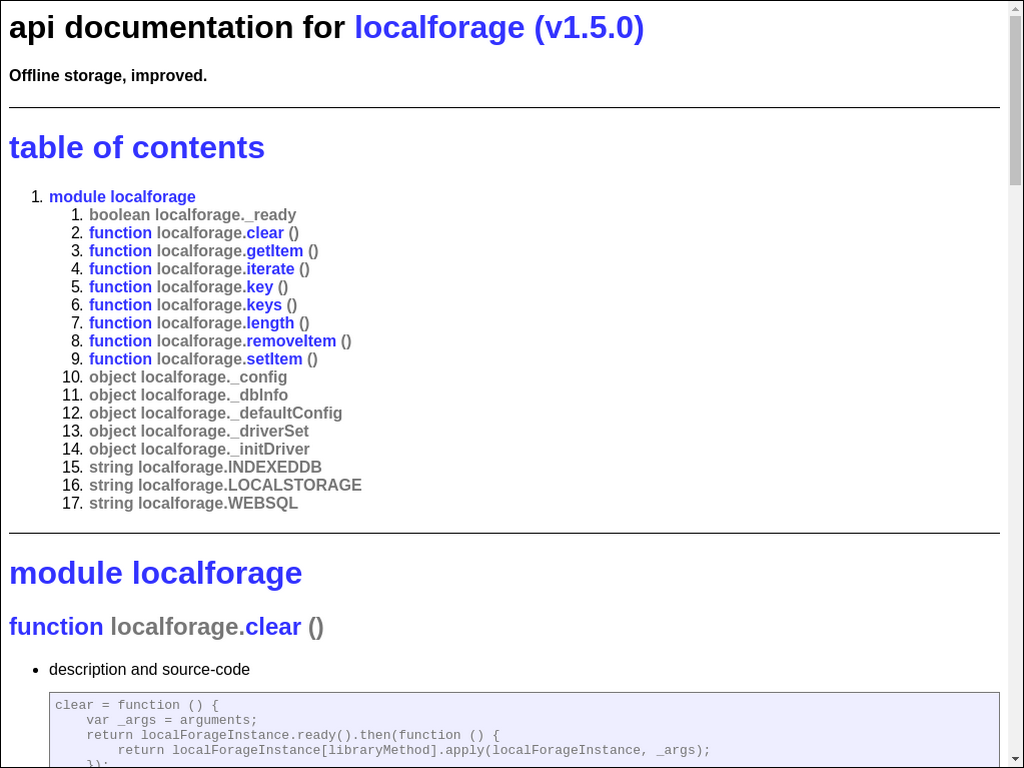 api documentation for localforage (v1.5.0)
Offline storage, improved.
table of contents
1. module localforage
1. boolean localforage._ready
2. function localforage.clear ()
3. function localforage.getItem ()
4. function localforage.iterate ()
5. function localforage.key ()
6. function localforage.keys ()
7. function localforage.length ()
8. function localforage.removeItem ()
9. function localforage.setItem ()
10. object localforage._config
11. object localforage._dbInfo
12. object localforage._defaultConfig
13. object localforage._driverSet
14. object localforage._initDriver
15. string localforage.INDEXEDDB
16. string localforage.LOCALSTORAGE
17. string localforage.WEBSQL
module localforage
function localforage.clear ()
• description and source-code
clear = function () {
    var _args = arguments;
    return localForageInstance.ready().then(function () {
        return localForageInstance[libraryMethod].apply(localForageInstance, _args);
    });